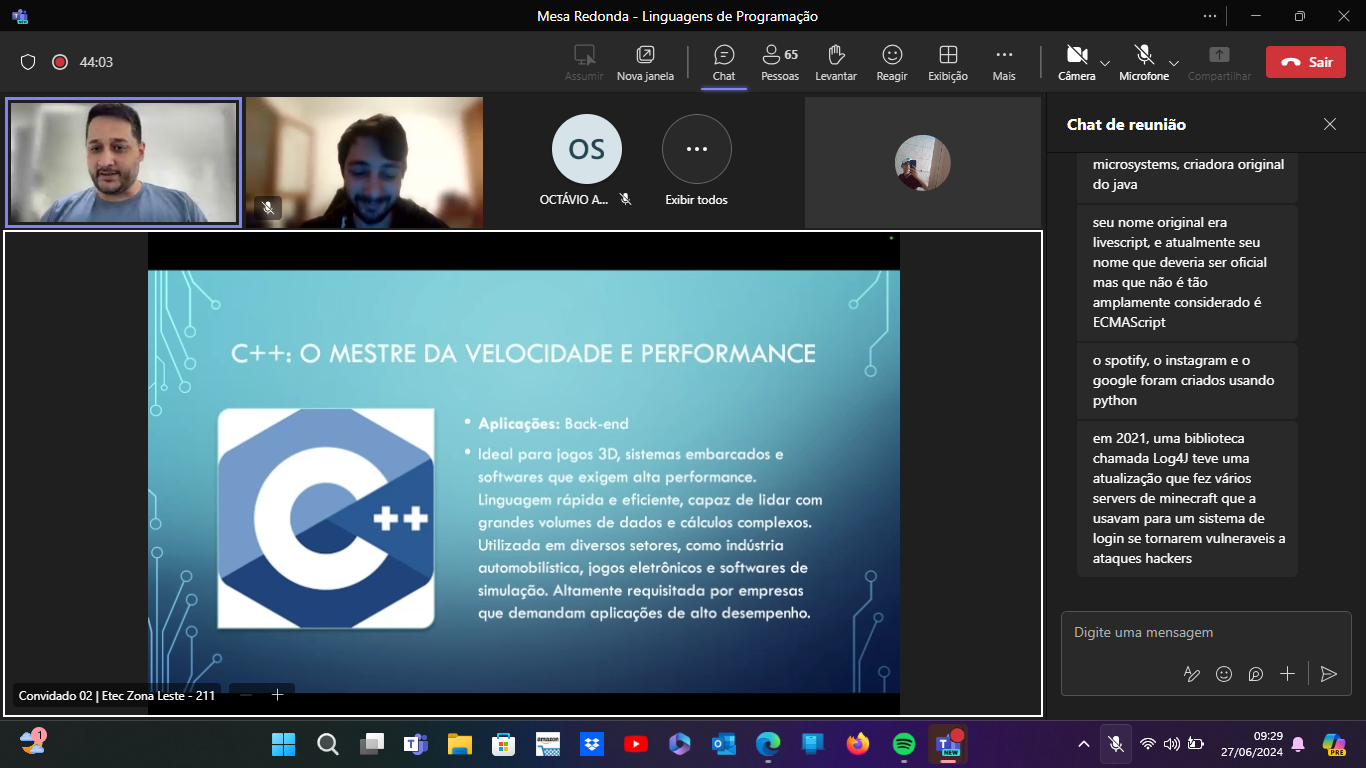 NEW
Mesa Redonda - Linguagens de Programação
44:03
Assumir
Nova janela
Chat
65
Pessoas
Levantar
Reagir
Exibição
Mais
Câmera
Microfone
Compartilhar
Sair
OS
OCTÁVIO A...
Exibir todos
C++: O MESTRE DA VELOCIDADE E PERFORMANCE
C++
• Aplicações: Back-end
• Ideal para jogos 3D, sistemas embarcados e
softwares que exigem alta performance.
Linguagem rápida e eficiente, capaz de lidar com
grandes volumes de dados e cálculos complexos.
Utilizada em diversos setores, como indústria
automobilística, jogos eletrônicos e softwares de
simulação. Altamente requisitada por empresas
que demandam aplicações de alto desempenho.
Convidado 02 | Etec Zona Leste - 211
Chat de reunião
microsystems, criadora original
do java
seu nome original era
livescript, e atualmente seu
nome que deveria ser oficial
mas que não é tão
amplamente considerado é
ECMAScript
o spotify, o instagram e o
google foram criados usando
python
em 2021, uma biblioteca
chamada Log4J teve uma
atualização que fez vários
servers de minecraft que a
usavam para um sistema de
login se tornarem vulneraveis a
ataques hackers
Digite uma mensagem
1
amazon
NEW
09:29
27/06/2024
PRE